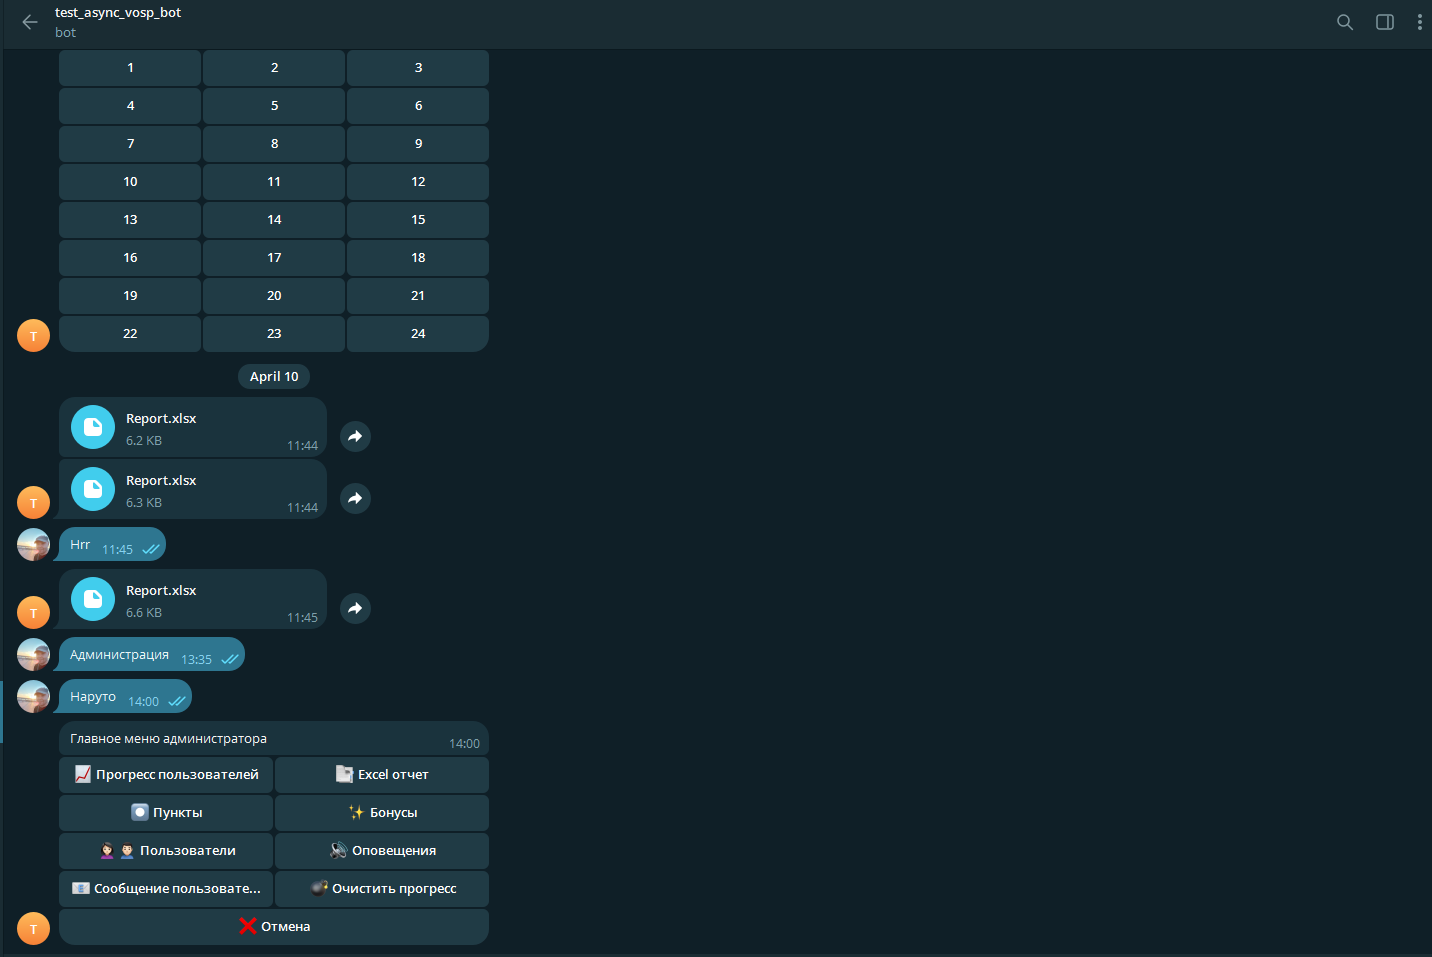 test_async_vosp_bot
bot
1 2 3
4 5 6
7 8 9
10 11 12
13 14 15
16 17 18
19 20 21
22 23 24
T
April 10
Report.xlsx
6.2 KB 11:44
Report.xlsx
6.3 KB 11:44
T
Hrr 11:45
Report.xlsx
6.6 KB 11:45
T
Администрация 13:35
Наруто 14:00
Главное меню администратора 14:00
Прогресс пользователей Excel отчет
Пункты Бонусы
Пользователи Оповещения
Сообщение пользовате... Очистить прогресс
Отмена
T